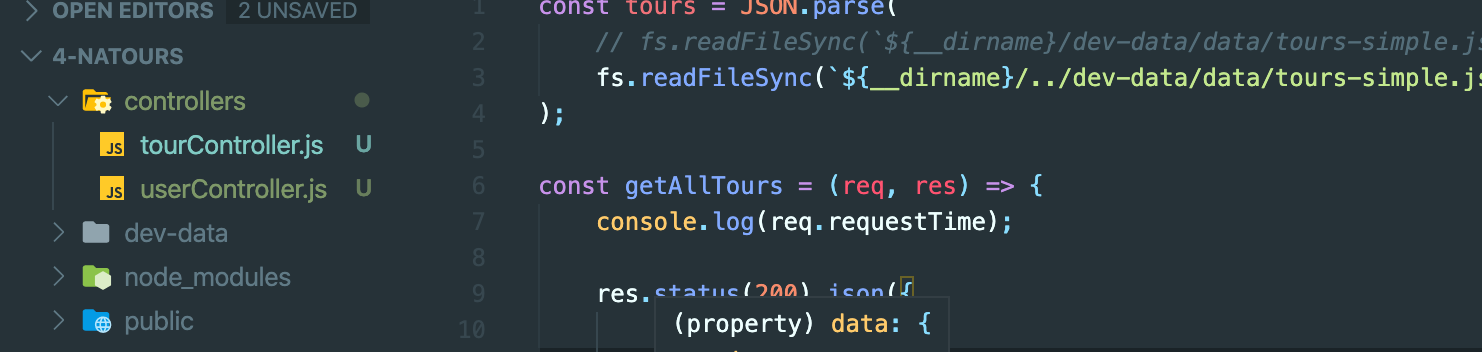 OPEN EDITORS 2 UNSAVED
4-NATOURS
controllers
JS tourController.js U
JS userController.js U
dev-data
node_modules
public
1 const tours = JSON.parse(
2 // fs.readFileSync(`${__dirname}/dev-data/data/tours-simple.js
3 fs.readFileSync(`${__dirname}/../dev-data/data/tours-simple.js
4 );
5
6 const getAllTours = (req, res) => {
7 console.log(req.requestTime);
8
9 res.status(200).json({
10
(property) data: {